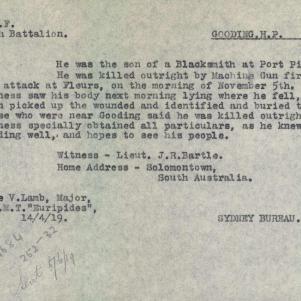 .F.
h Battalion. GOODING,H.P.
He was the son of a Blacksmith at Port Pi
He was killed outright by Maching Gun fir
attack at Fleurs, on the morning of November 5th.
ness saw his body next morning lying where he fell,
n picked up the wounded and identified and buried t
se who were near Gooding said he was killed outrigh
ness specially obtained all particulars, as he knew
ding well, and hopes to see his people.
Witness - Lieut. J.R.Bartle.
Home Address - Solomontown,
South Australia.
e V.Lamb, Major,
.M.T."Euripides",
14/4/19. SYDNEY BUREAU.